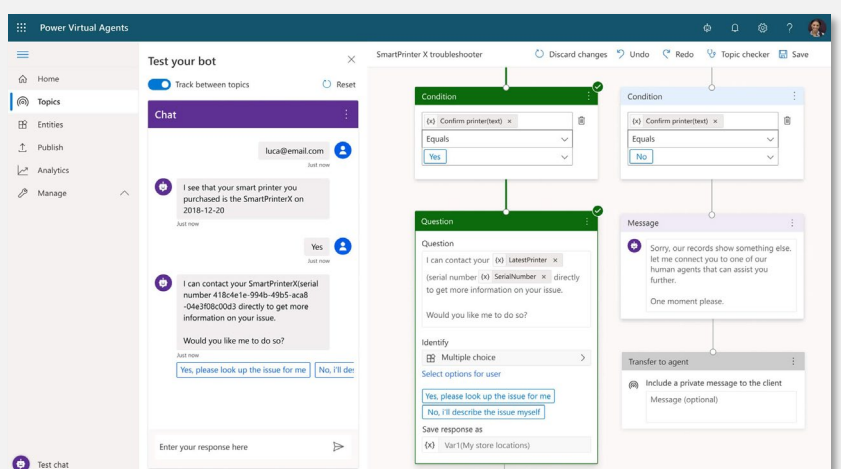 Power Virtual Agents
?
Home
Topics
Entities
Publish
Analytics
Manage
Test chat
Test your bot
Track between topics
Reset
Chat
luca@email.com
Just now
I see that your smart printer you
purchased is the SmartPrinterX on
2018-12-20
Just now
Yes
Just now
I can contact your SmartPrinterX(serial
number 418c4e1e-994b-49b5-aca8
-04e3f08c00d3 directly to get more
information on your issue.
Would you like me to do so?
Just now
Yes, please look up the issue for me
No, i'll des
Enter your response here
SmartPrinter X troubleshooter
Discard changes
Undo
Redo
Topic checker
Save
Condition
{x} Confirm printer(text) ×
Equals
Yes
Question
Question
I can contact your {x} LatestPrinter ×
(serial number {x} SerialNumber × directly
to get more information on your issue.
Would you like me to do so?
Identify
Multiple choice
Select options for user
Yes, please look up the issue for me
No, i'll describe the issue myself
Save response as
{x} Var1(My store locations)
Condition
{x} Confirm printer(text) ×
Equals
No
Message
Sorry, our records show something else.
let me connect you to one of our
human agents that can assist you
further.
One moment please.
Transfer to agent
Include a private message to the client
Message (optional)